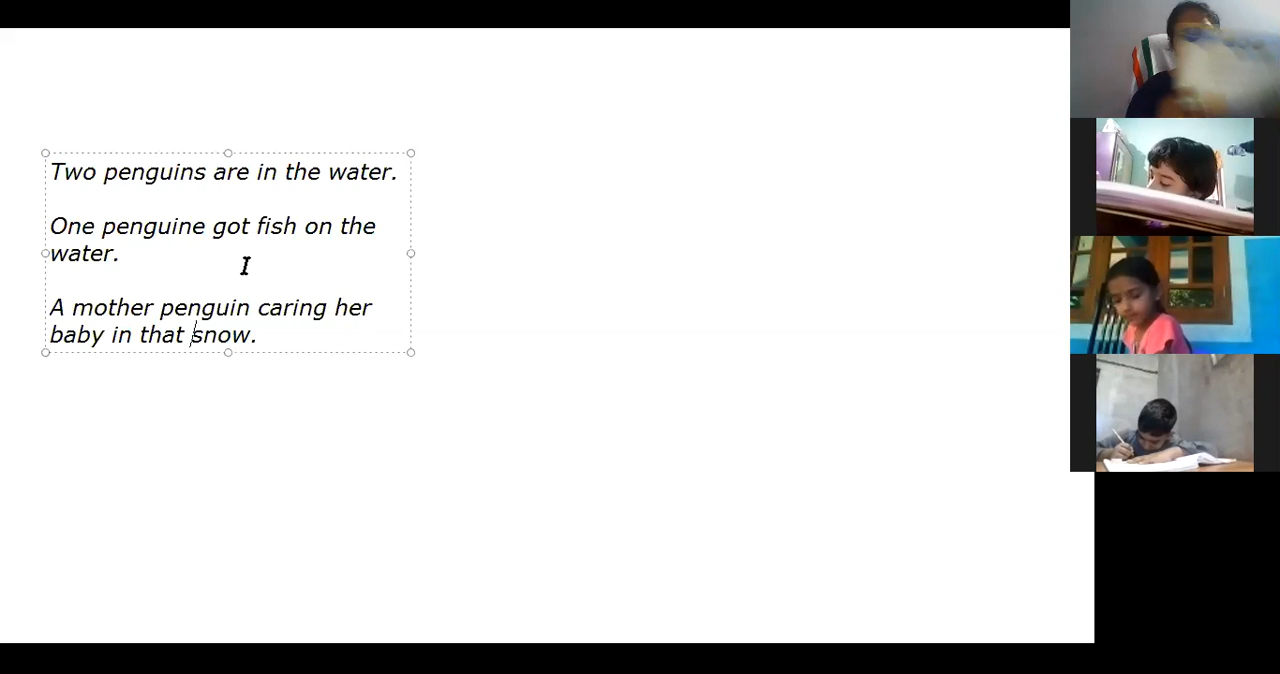 Two penguins are in the water.
One penguine got fish on the
water.
A mother penguin caring her
baby in that snow.